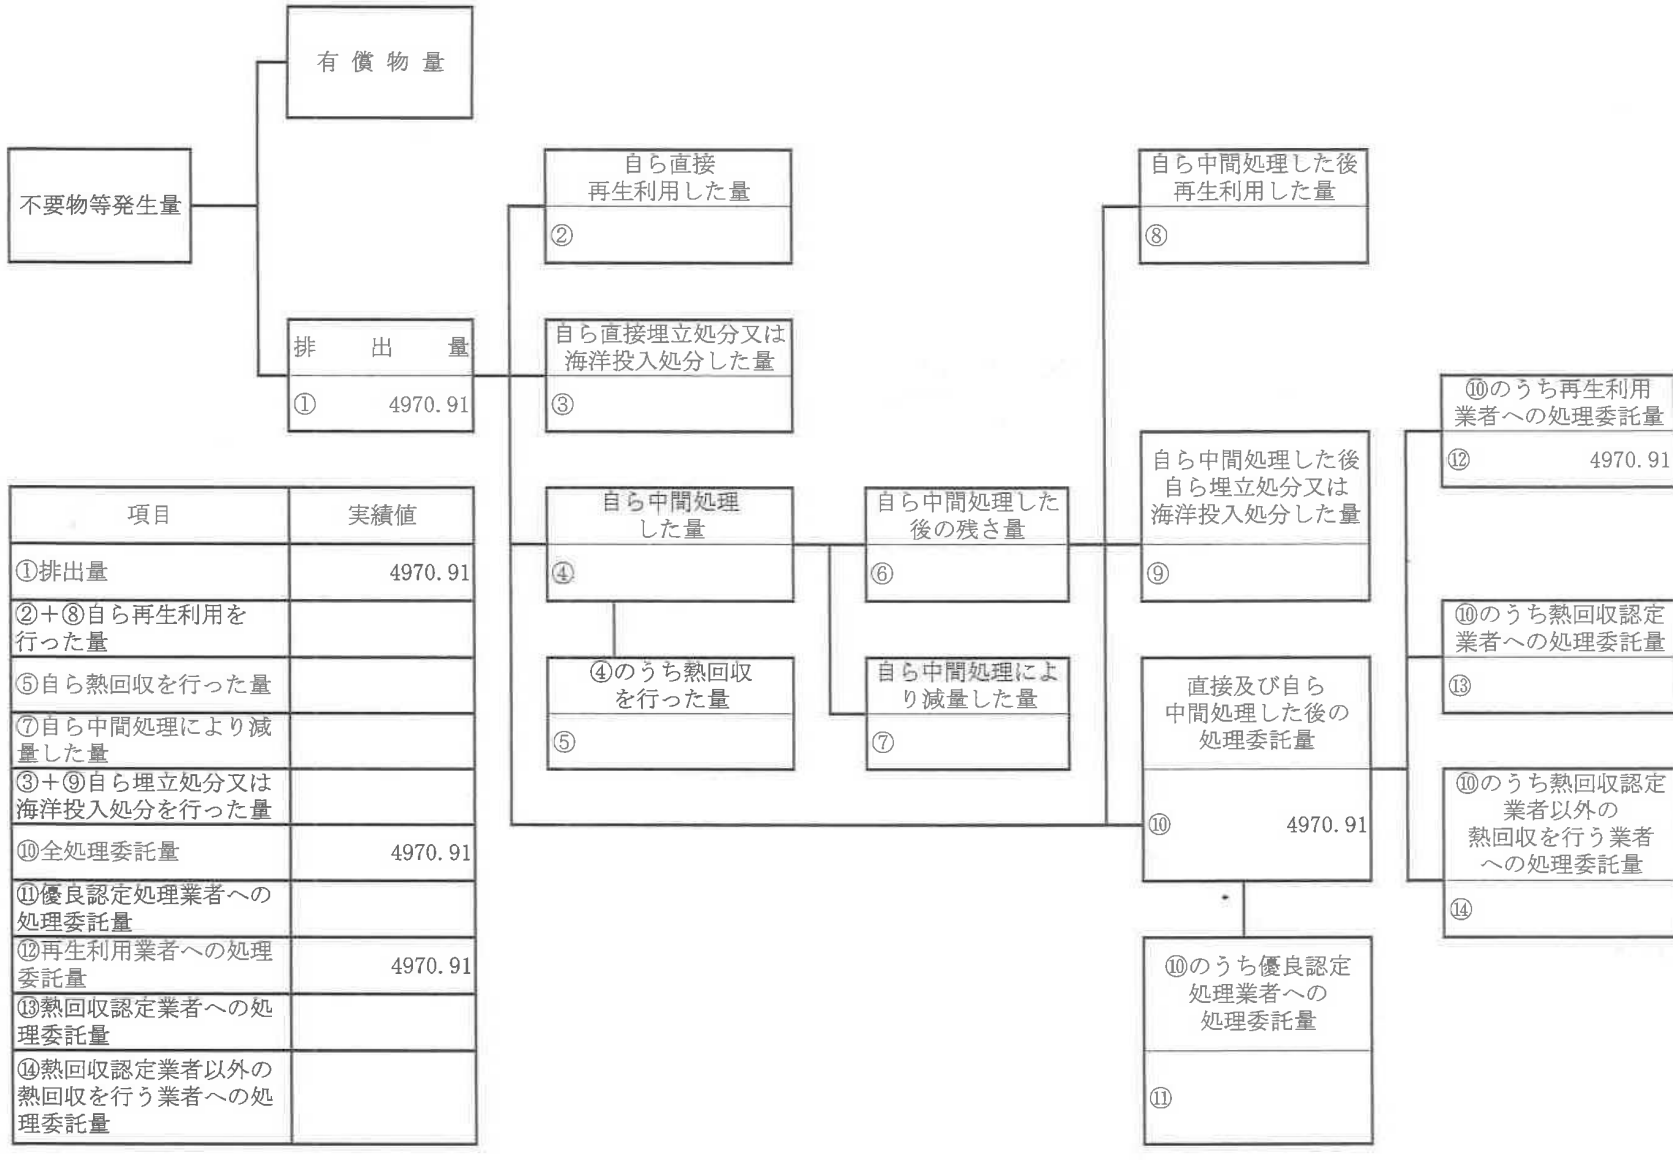 有償物量
不要物等発生量
自ら直接
再生利用した量
②
自ら中間処理した後
再生利用した量
⑧
排出量
① 4970.91
自ら直接埋立処分又は
海洋投入処分した量
③
⑩のうち再生利用
業者への処理委託量
⑫ 4970.91
自ら中間処理
した量
④
自ら中間処理した
後の残さ量
⑥
自ら中間処理した後
自ら埋立処分又は
海洋投入処分した量
⑨
④のうち熱回収
を行った量
⑤
自ら中間処理によ
り減量した量
⑦
直接及び自ら
中間処理した後の
処理委託量
⑩ 4970.91
⑩のうち熱回収認定
業者への処理委託量
⑬
⑩のうち熱回収認定
業者以外の
熱回収を行う業者
への処理委託量
⑭
⑩のうち優良認定
処理業者への
処理委託量
⑪
項目 実績値
①排出量 4970.91
②+⑧自ら再生利用を
行った量
⑤自ら熱回収を行った量
⑦自ら中間処理により減
量した量
③+⑨自ら埋立処分又は
海洋投入処分を行った量
⑩全処理委託量 4970.91
⑪優良認定処理業者への
処理委託量
⑫再生利用業者への処理
委託量 4970.91
⑬熱回収認定業者への処
理委託量
⑭熱回収認定業者以外の
熱回収を行う業者への処
理委託量